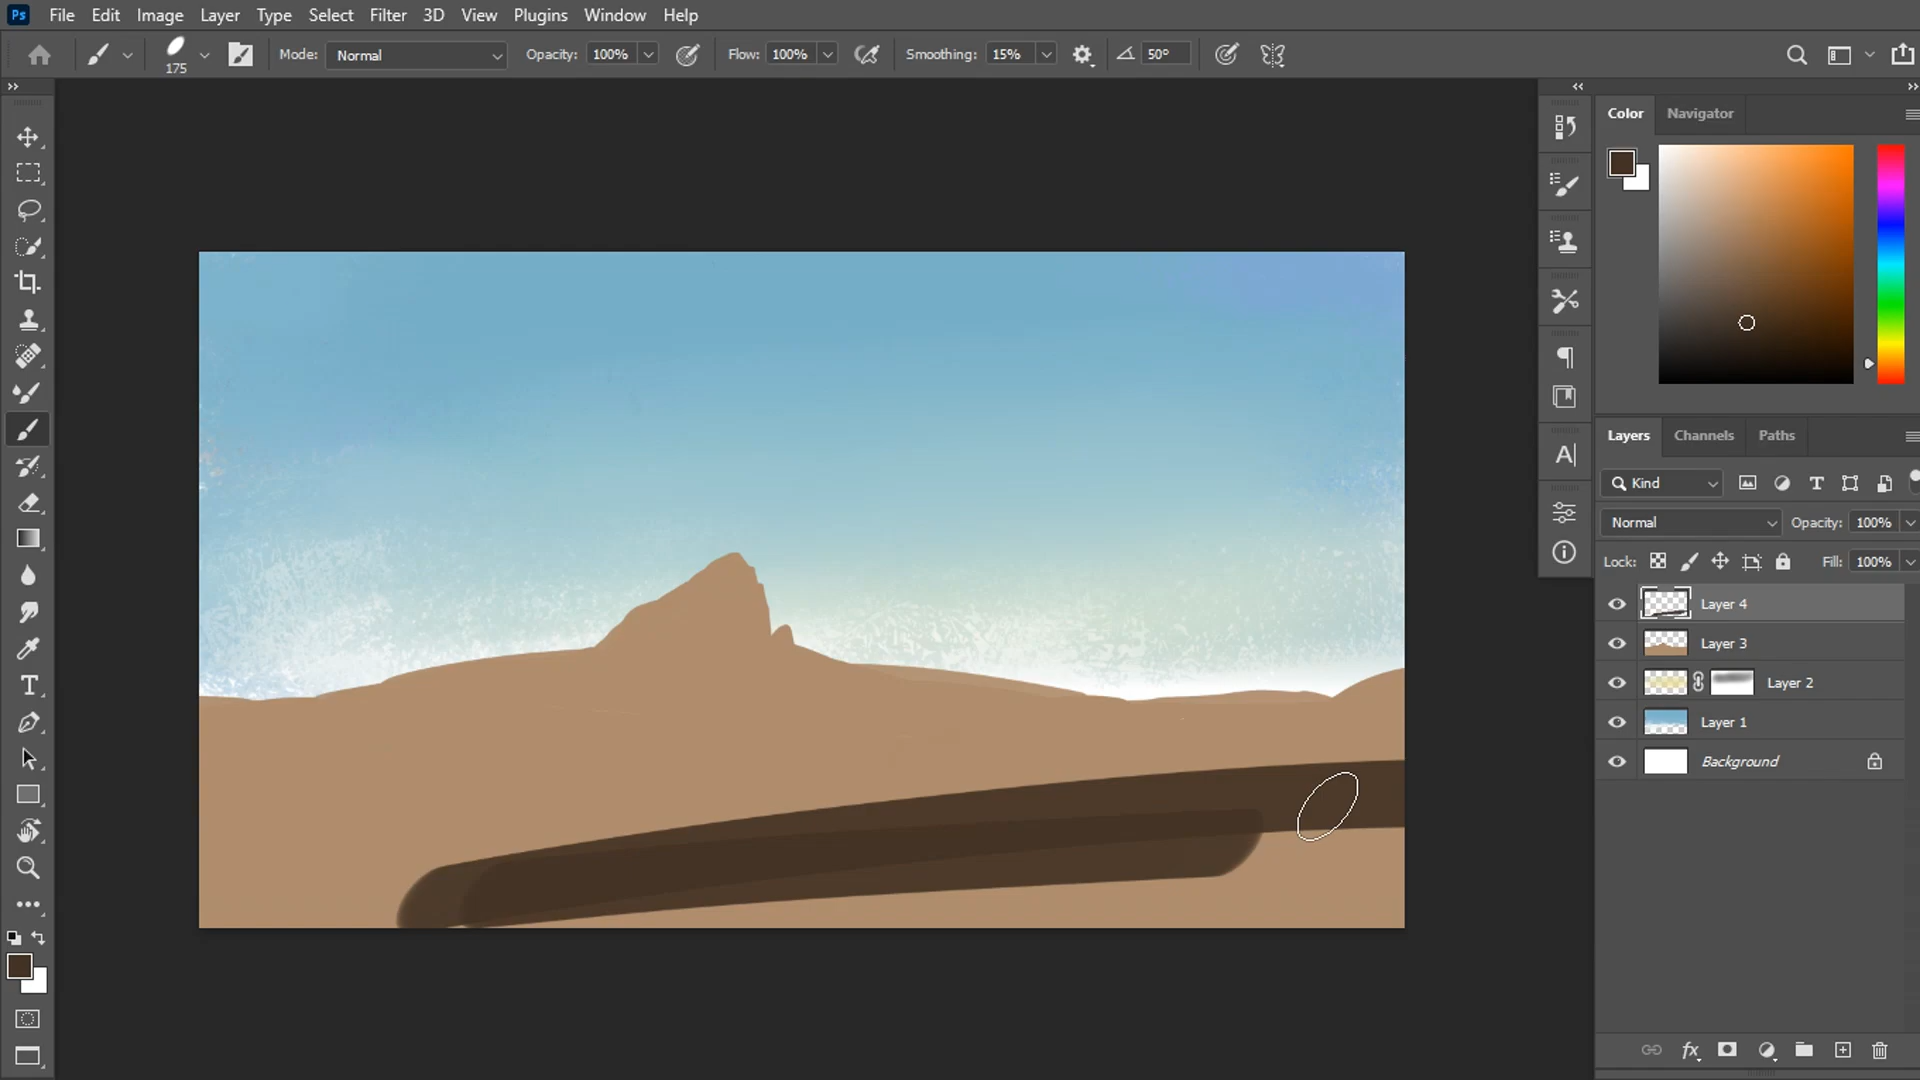 Ps File Edit Image Layer Type Select Filter 3D View Plugins Window Help
175 Mode: Normal Opacity: 100% Flow: 100% Smoothing: 15% 50°
Color Navigator
Layers Channels Paths
Kind
Normal Opacity: 100%
Lock: Fill: 100%
Layer 4
Layer 3
Layer 2
Layer 1
Background
fx